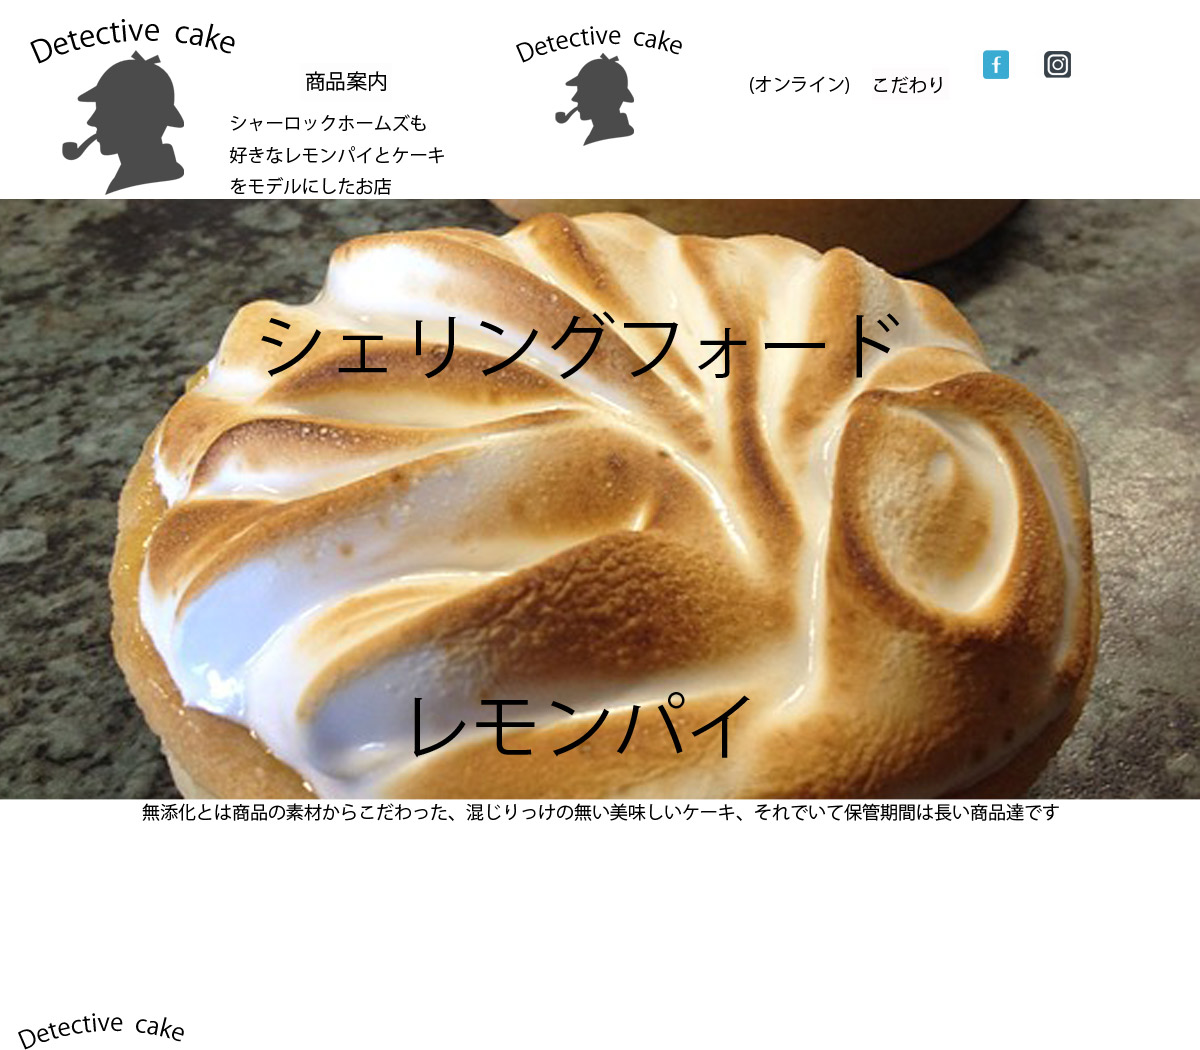 Detective cake
商品案内
シャーロックホームズも
好きなレモンパイとケーキ
をモデルにしたお店
Detective cake
(オンライン) こだわり
f
シェリングフォード
レモンパイ
無添化とは商品の素材からこだわった、混じりっけの無い美味しいケーキ、それでいて保管期間は長い商品達です
Detective cake